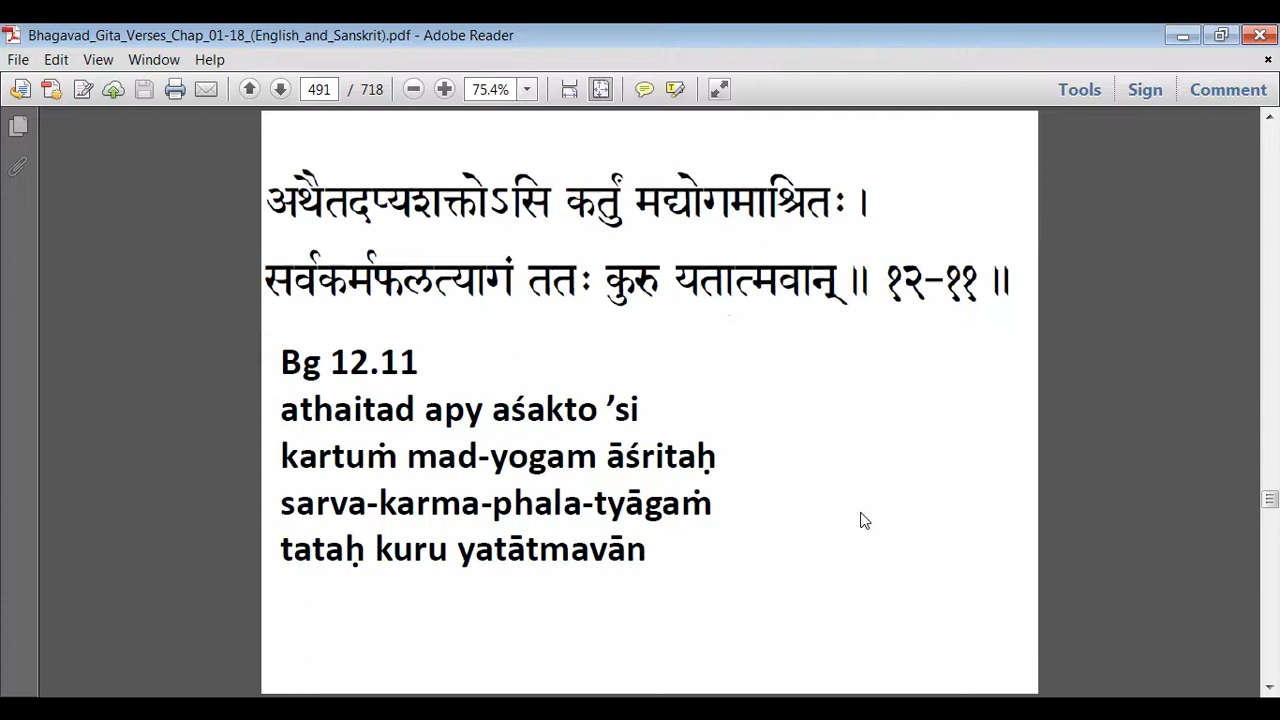 Bhagavad_Gita_Verses_Chap_01-18_(English_and_Sanskrit).pdf - Adobe Reader
File Edit View Window Help
491 / 718 75.4% Tools Sign Comment
अथैतदप्यशक्तोऽसि कर्तुं मद्योगमाश्रितः।
सर्वकर्मफलत्यागं ततः कुरु यतात्मवान्॥ १२-११॥
Bg 12.11
athaitad apy aśakto ’si
kartuṁ mad-yogam āśritaḥ
sarva-karma-phala-tyāgaṁ
tataḥ kuru yatātmavān